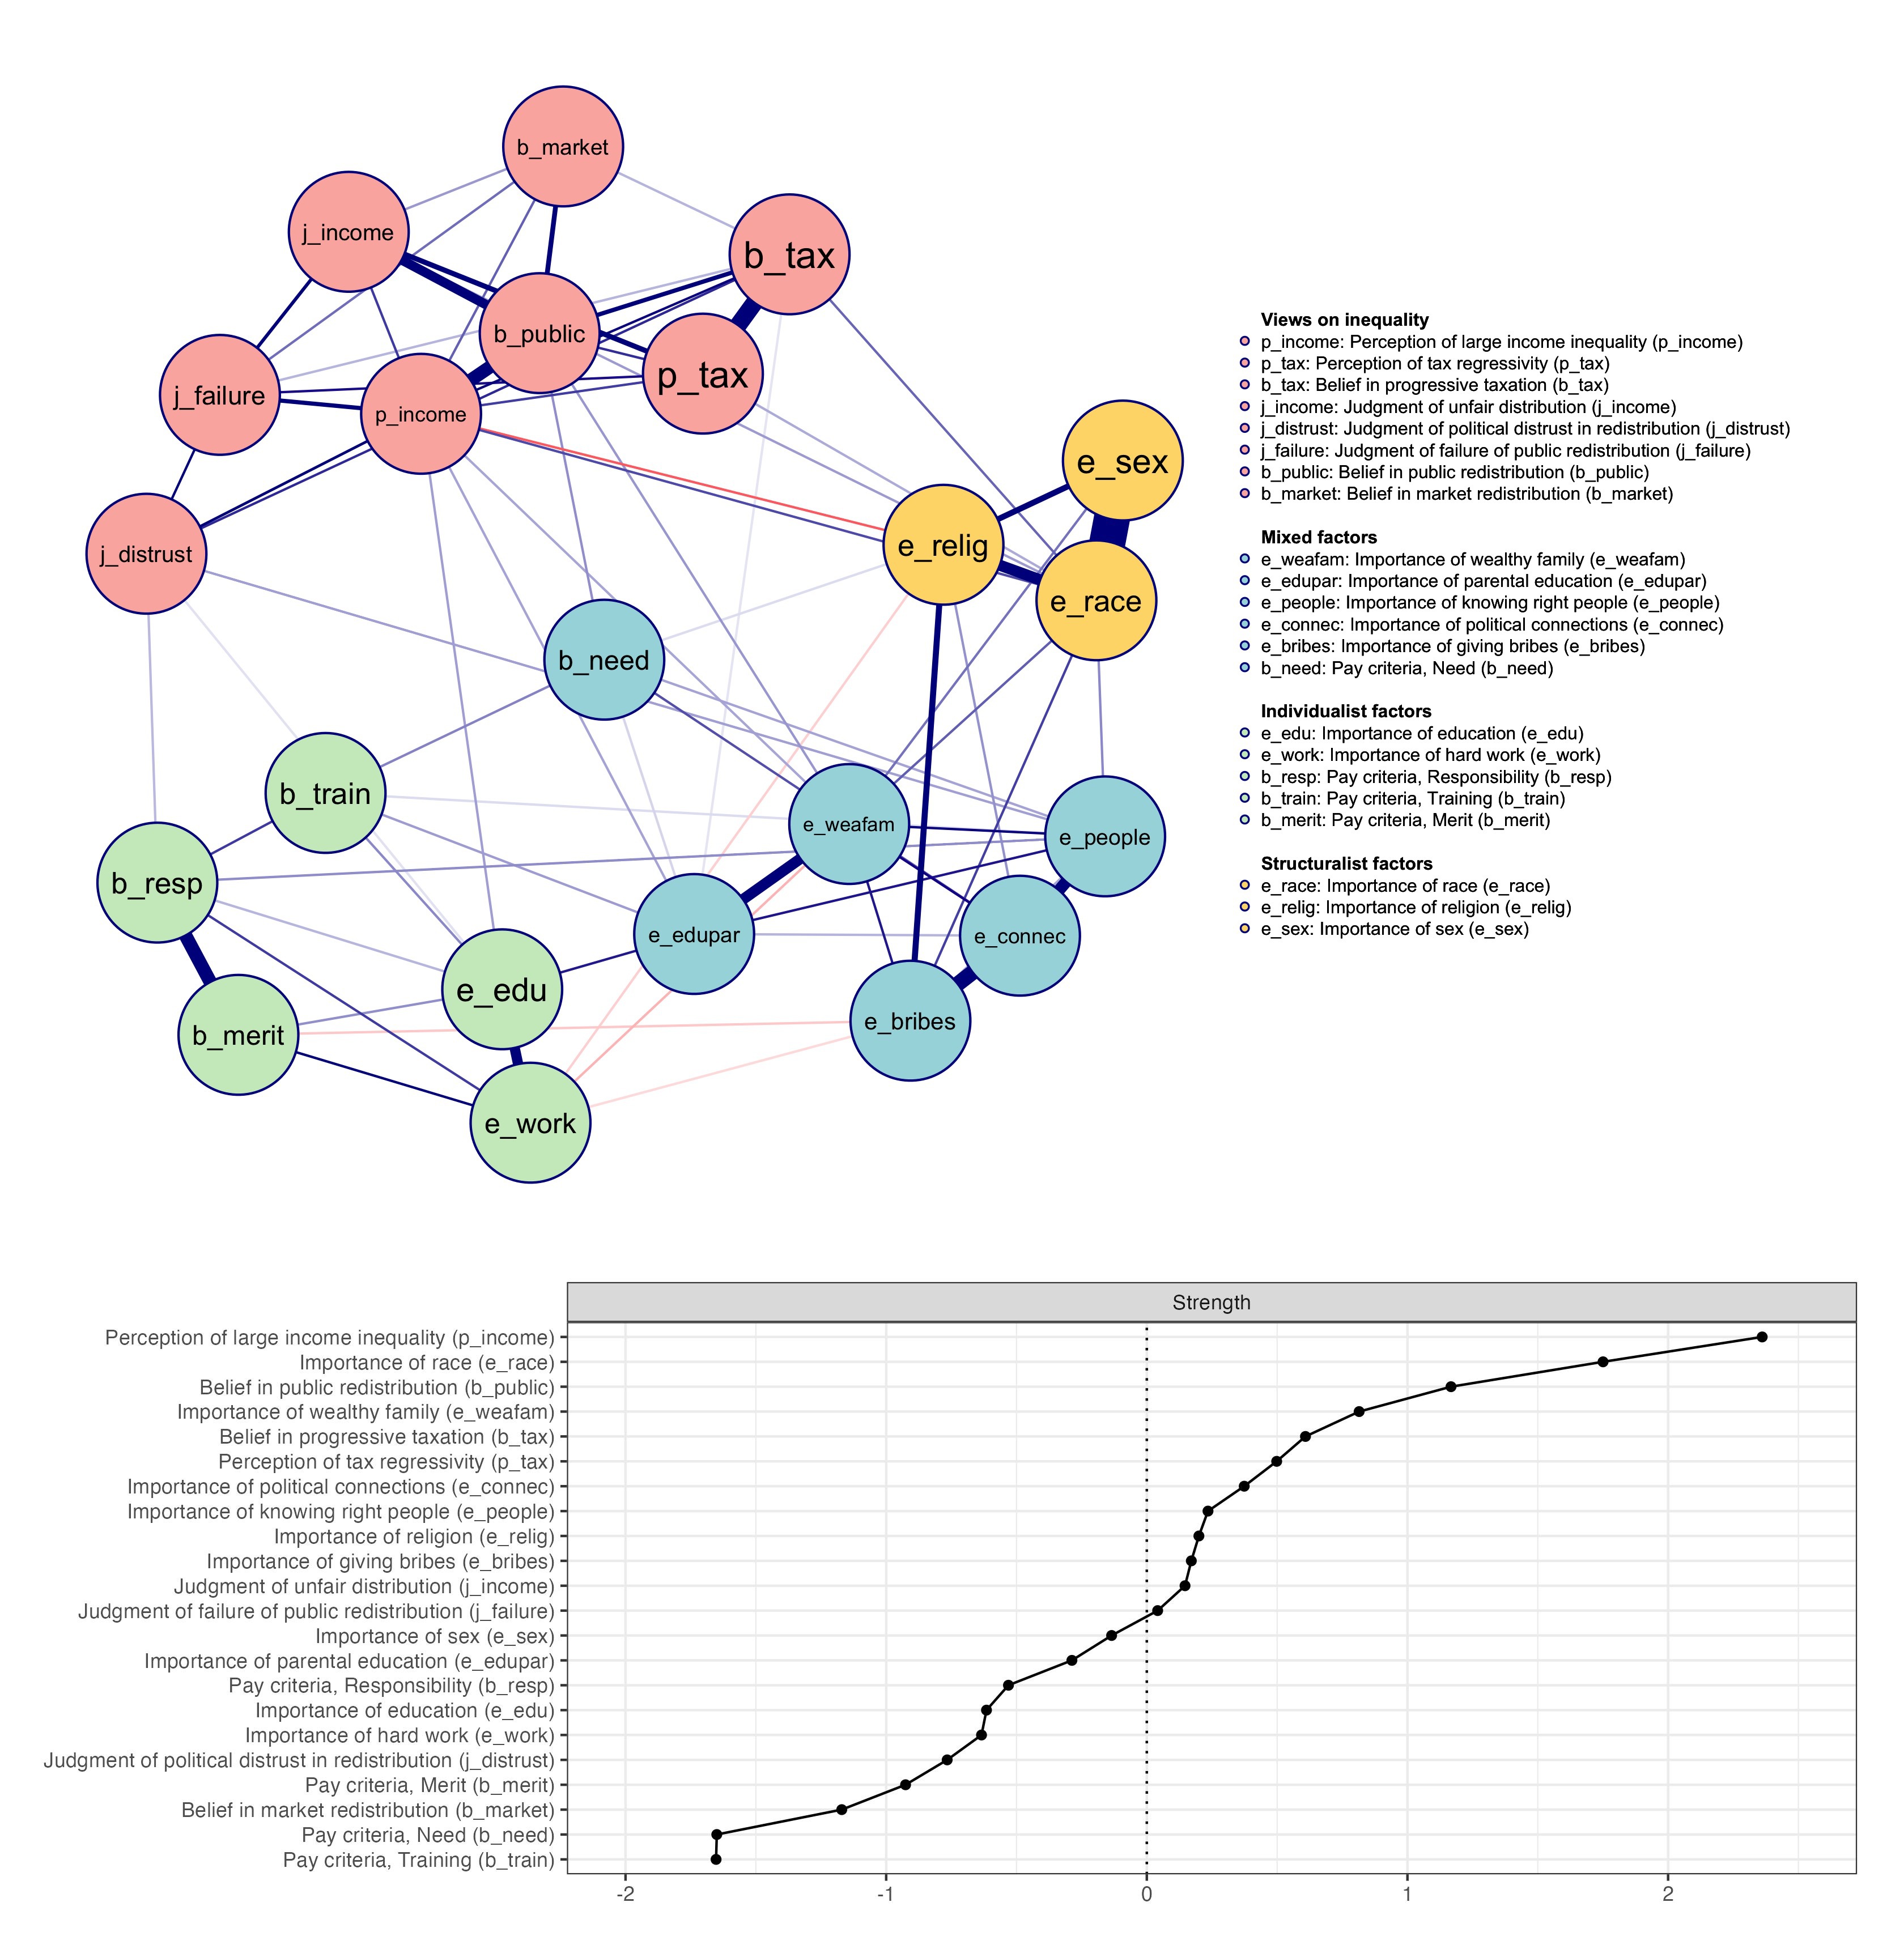 b_market
j_income
b_tax
b_public
p_tax
j_failure
p_income
e_sex
e_relig
j_distrust
e_race
b_need
b_train
e_weafam
e_people
b_resp
e_edupar
e_connec
e_edu
b_merit
e_bribes
e_work
Views on inequality
p_income: Perception of large income inequality (p_income)
p_tax: Perception of tax regressivity (p_tax)
b_tax: Belief in progressive taxation (b_tax)
j_income: Judgment of unfair distribution (j_income)
j_distrust: Judgment of political distrust in redistribution (j_distrust)
j_failure: Judgment of failure of public redistribution (j_failure)
b_public: Belief in public redistribution (b_public)
b_market: Belief in market redistribution (b_market)
Mixed factors
e_weafam: Importance of wealthy family (e_weafam)
e_edupar: Importance of parental education (e_edupar)
e_people: Importance of knowing right people (e_people)
e_connec: Importance of political connections (e_connec)
e_bribes: Importance of giving bribes (e_bribes)
b_need: Pay criteria, Need (b_need)
Individualist factors
e_edu: Importance of education (e_edu)
e_work: Importance of hard work (e_work)
b_resp: Pay criteria, Responsibility (b_resp)
b_train: Pay criteria, Training (b_train)
b_merit: Pay criteria, Merit (b_merit)
Structuralist factors
e_race: Importance of race (e_race)
e_relig: Importance of religion (e_relig)
e_sex: Importance of sex (e_sex)
Strength
Perception of large income inequality (p_income)
Importance of race (e_race)
Belief in public redistribution (b_public)
Importance of wealthy family (e_weafam)
Belief in progressive taxation (b_tax)
Perception of tax regressivity (p_tax)
Importance of political connections (e_connec)
Importance of knowing right people (e_people)
Importance of religion (e_relig)
Importance of giving bribes (e_bribes)
Judgment of unfair distribution (j_income)
Judgment of failure of public redistribution (j_failure)
Importance of sex (e_sex)
Importance of parental education (e_edupar)
Pay criteria, Responsibility (b_resp)
Importance of education (e_edu)
Importance of hard work (e_work)
Judgment of political distrust in redistribution (j_distrust)
Pay criteria, Merit (b_merit)
Belief in market redistribution (b_market)
Pay criteria, Need (b_need)
Pay criteria, Training (b_train)
-2 -1 0 1 2